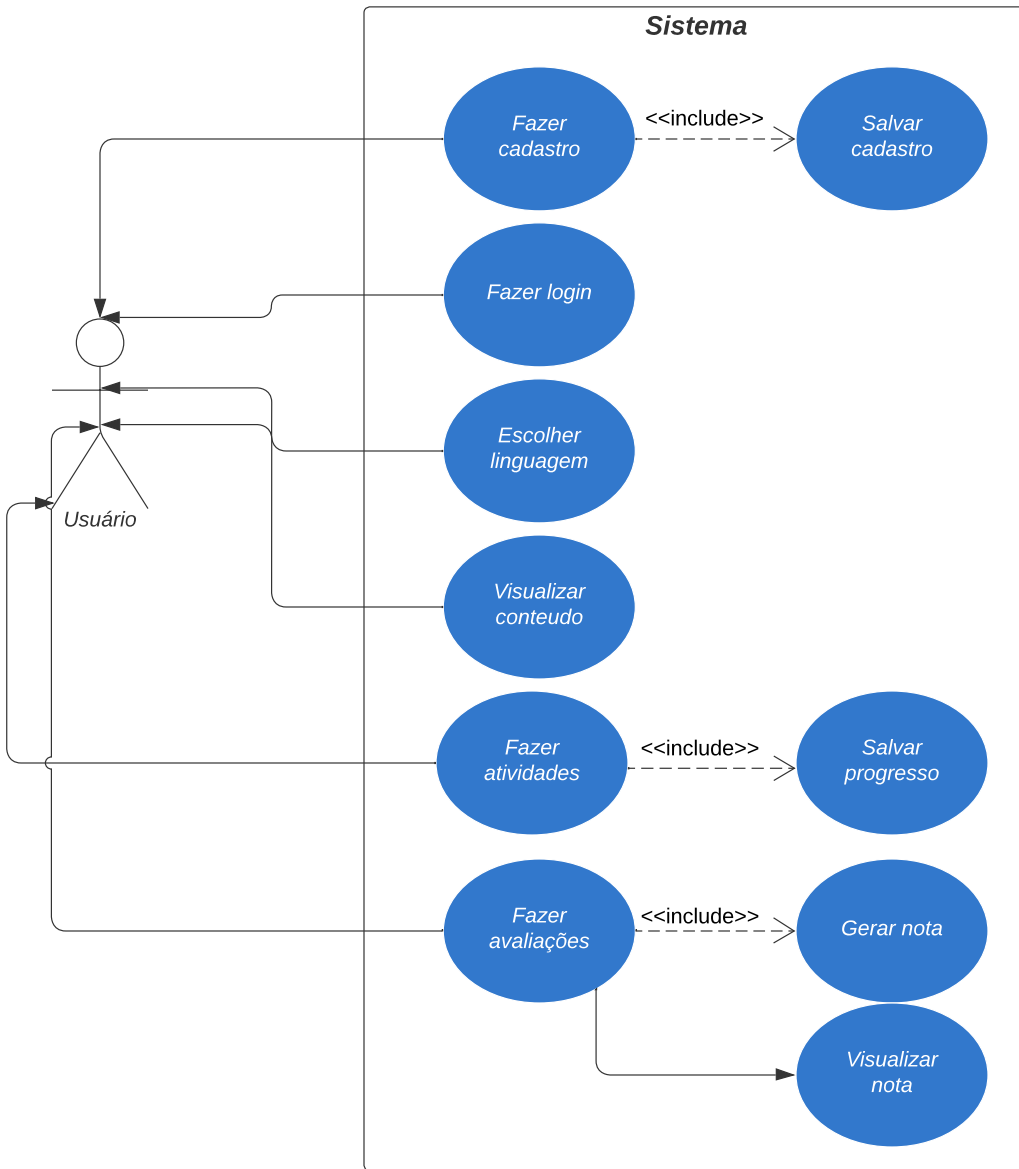 Sistema
Fazer
cadastro
<<include>>
Salvar
cadastro
Fazer login
Escolher
linguagem
Usuário
Visualizar
conteudo
Fazer
atividades
<<include>>
Salvar
progresso
Fazer
avaliações
<<include>>
Gerar nota
Visualizar
nota